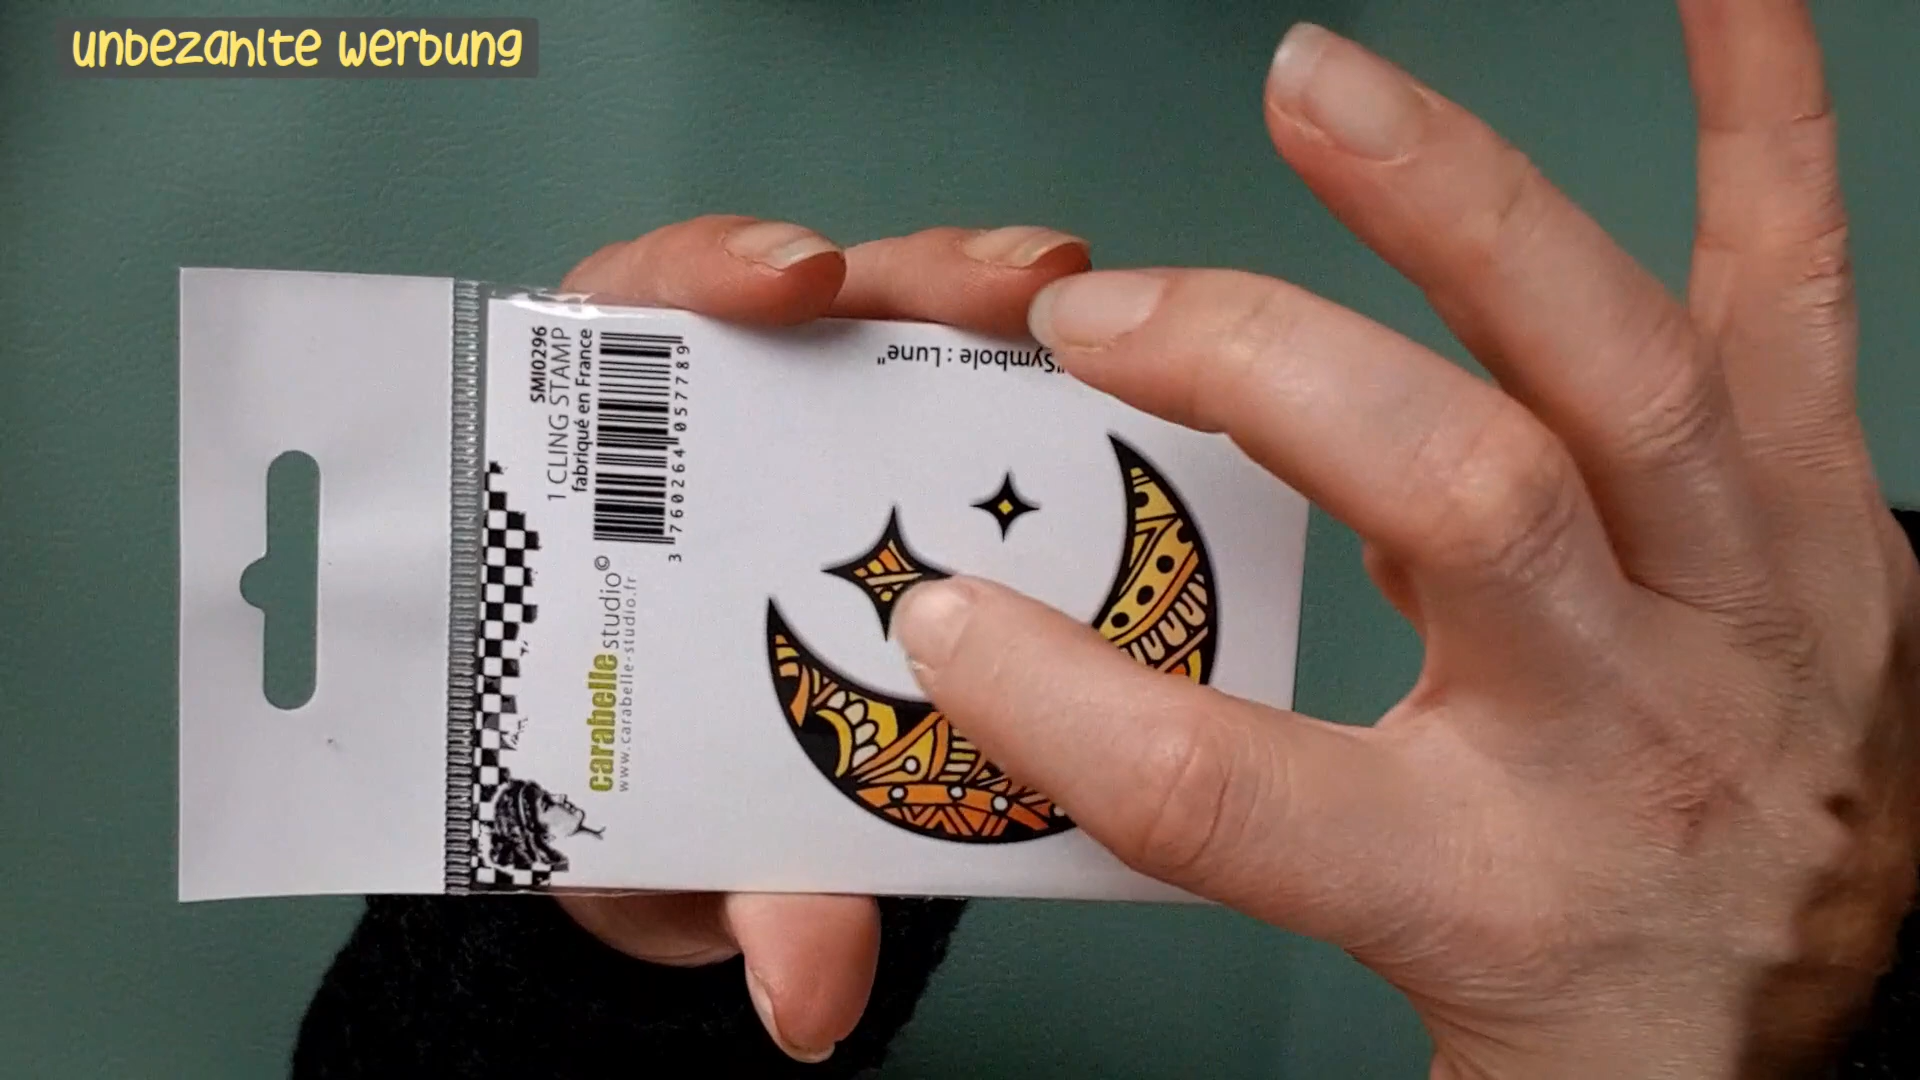 unbezahlte werbung
SMI0296
1 CLING STAMP
fabriqué en France
3 760264 057789
carabelle studio©
www.carabelle-studio.fr
"Symbole : Lune"